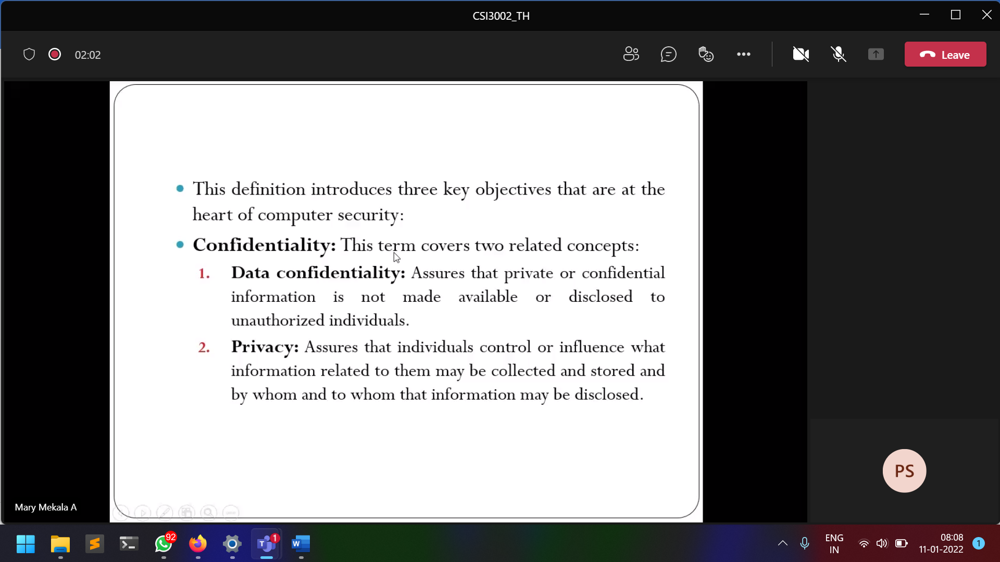 CSI3002_TH
02:02
Leave
This definition introduces three key objectives that are at the
heart of computer security:
Confidentiality: This term covers two related concepts:
1. Data confidentiality: Assures that private or confidential
information is not made available or disclosed to
unauthorized individuals.
2. Privacy: Assures that individuals control or influence what
information related to them may be collected and stored and
by whom and to whom that information may be disclosed.
PS
Mary Mekala A
92
T
1
W
ENG
IN
08:08
11-01-2022
1